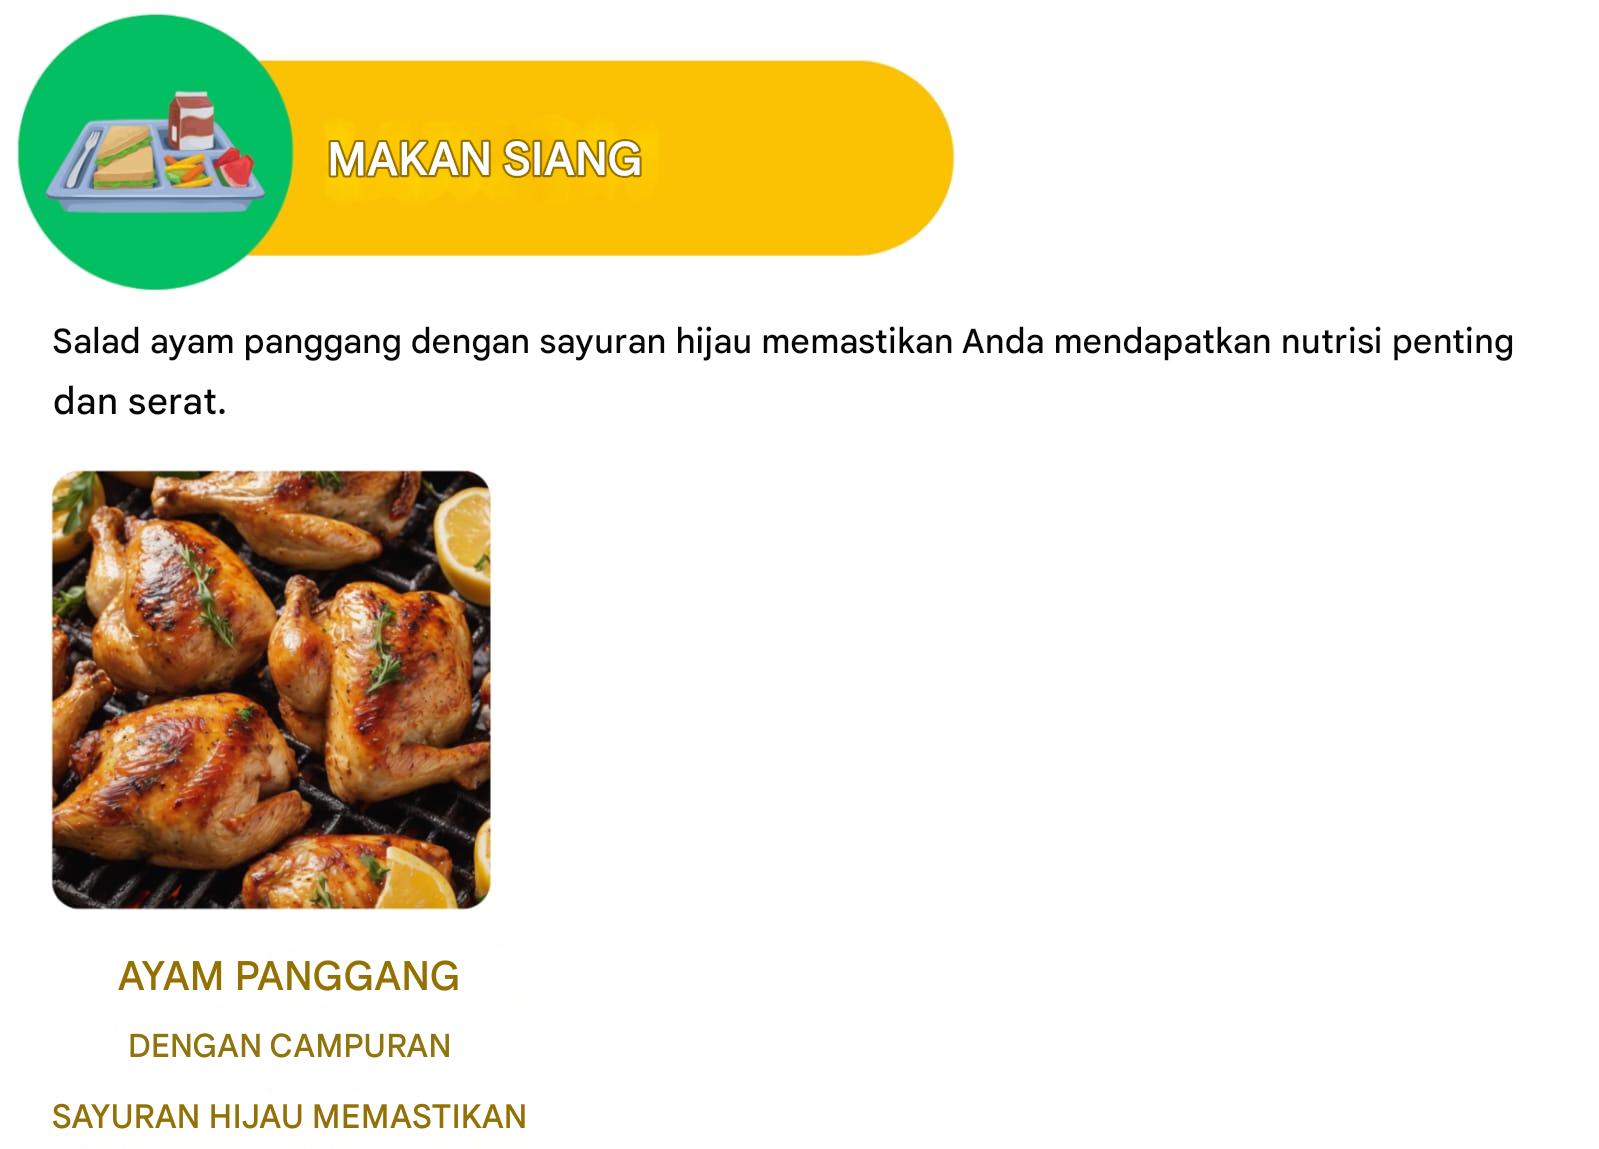 MAKAN SIANG
Salad ayam panggang dengan sayuran hijau memastikan Anda mendapatkan nutrisi penting
dan serat.
AYAM PANGGANG
DENGAN CAMPURAN
SAYURAN HIJAU MEMASTIKAN